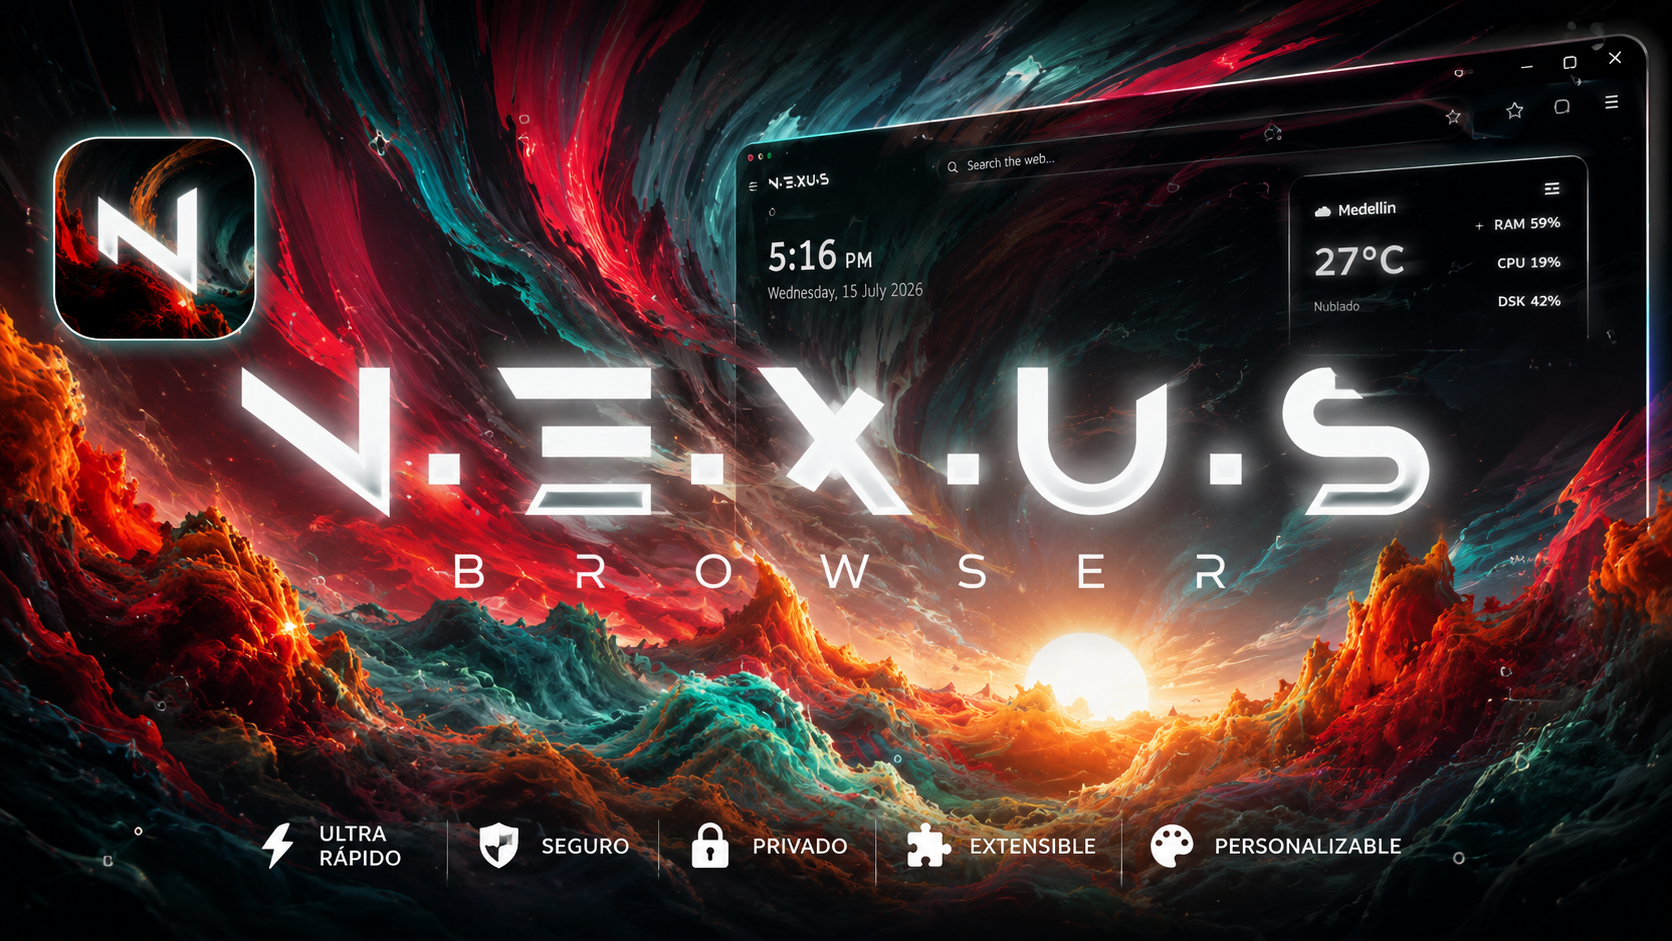 N·E·X·U·S
Search the web...
5:16 PM
Wednesday, 15 July 2026
Medellin
27°C
Nublado
RAM 59%
CPU 19%
DSK 42%
N
N·E·X·U·S
BROWSER
ULTRA
RÁPIDO
SEGURO
PRIVADO
EXTENSIBLE
PERSONALIZABLE